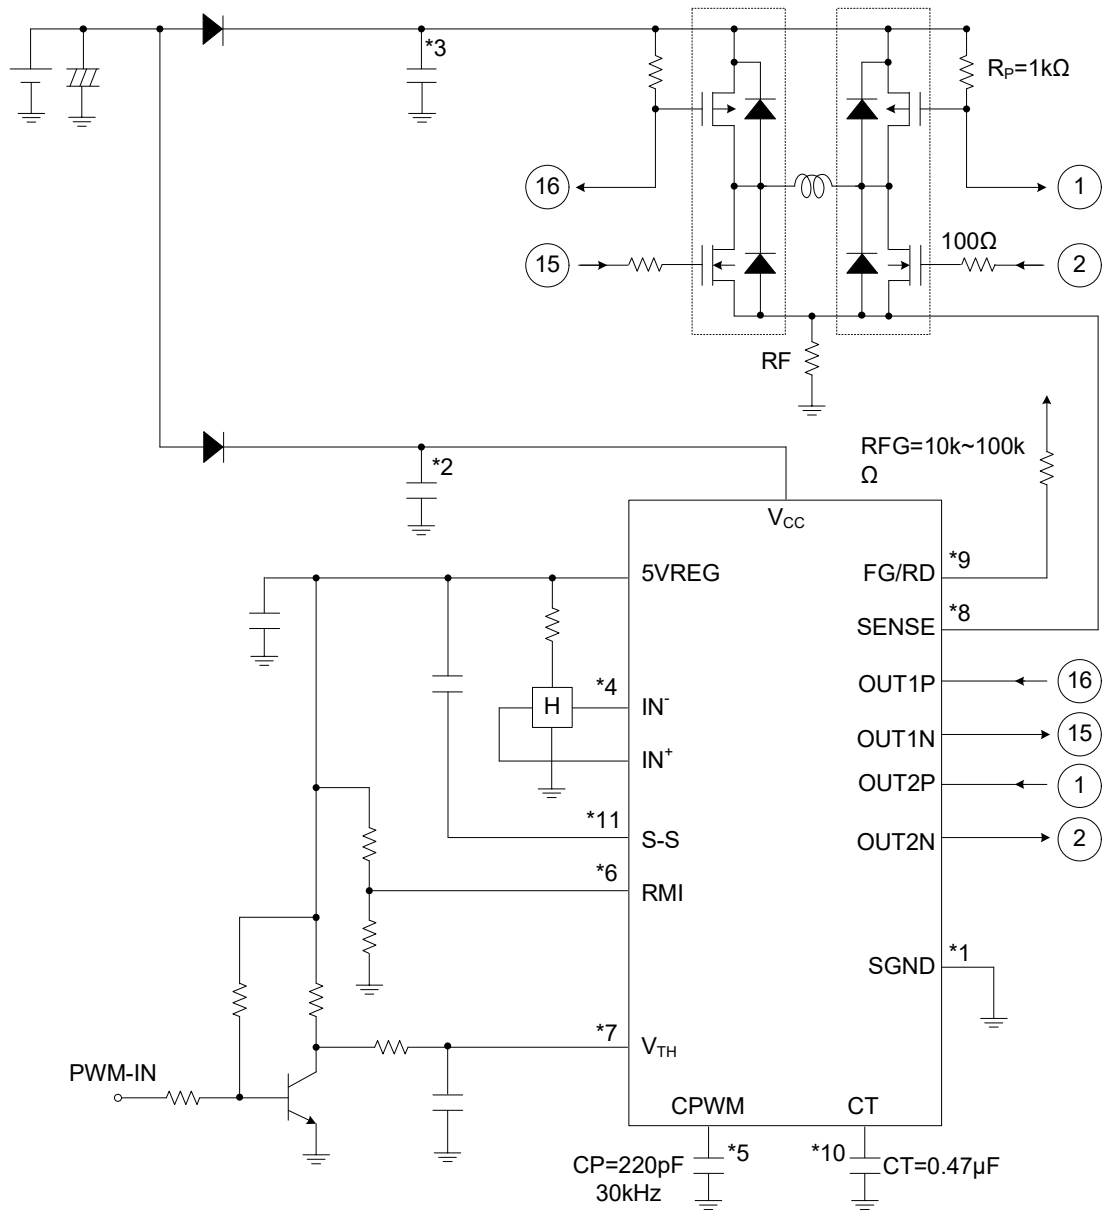 *3
R_P=1kΩ
16
1
15
100Ω
2
RF
*2
RFG=10k~100k
Ω
V_CC
5VREG
FG/RD
*9
SENSE
*8
*4
H
IN⁻
OUT1P
16
IN⁺
OUT1N
15
OUT2P
1
*11
S-S
OUT2N
2
*6
RMI
SGND
*1
*7
V_TH
PWM-IN
CPWM
CT
*5
*10
CP=220pF
30kHz
CT=0.47µF